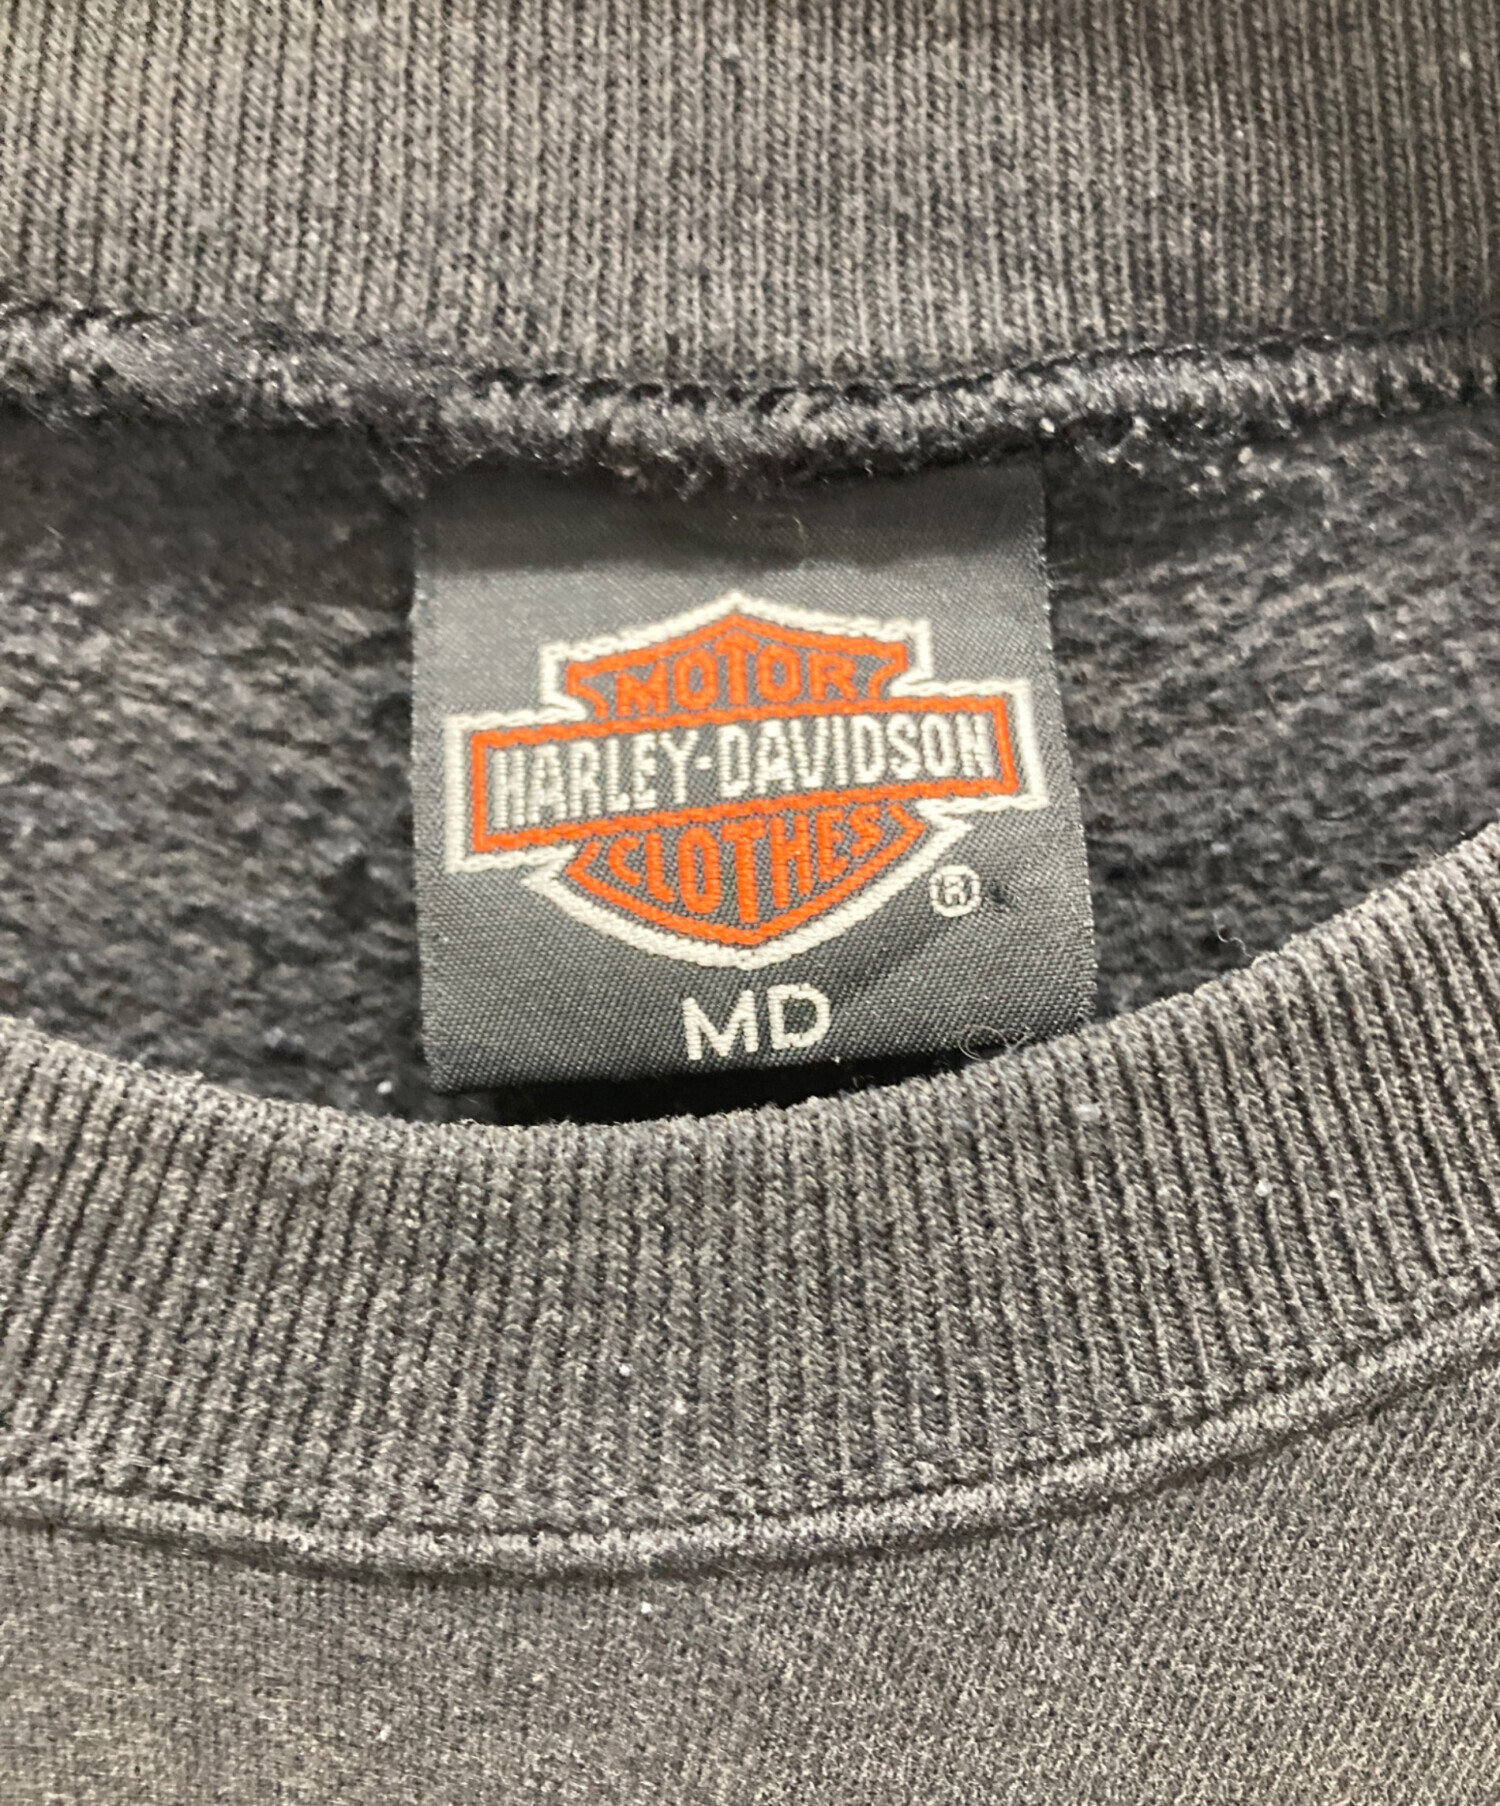 MOTOR
HARLEY-DAVIDSON
CLOTHES
®
MD